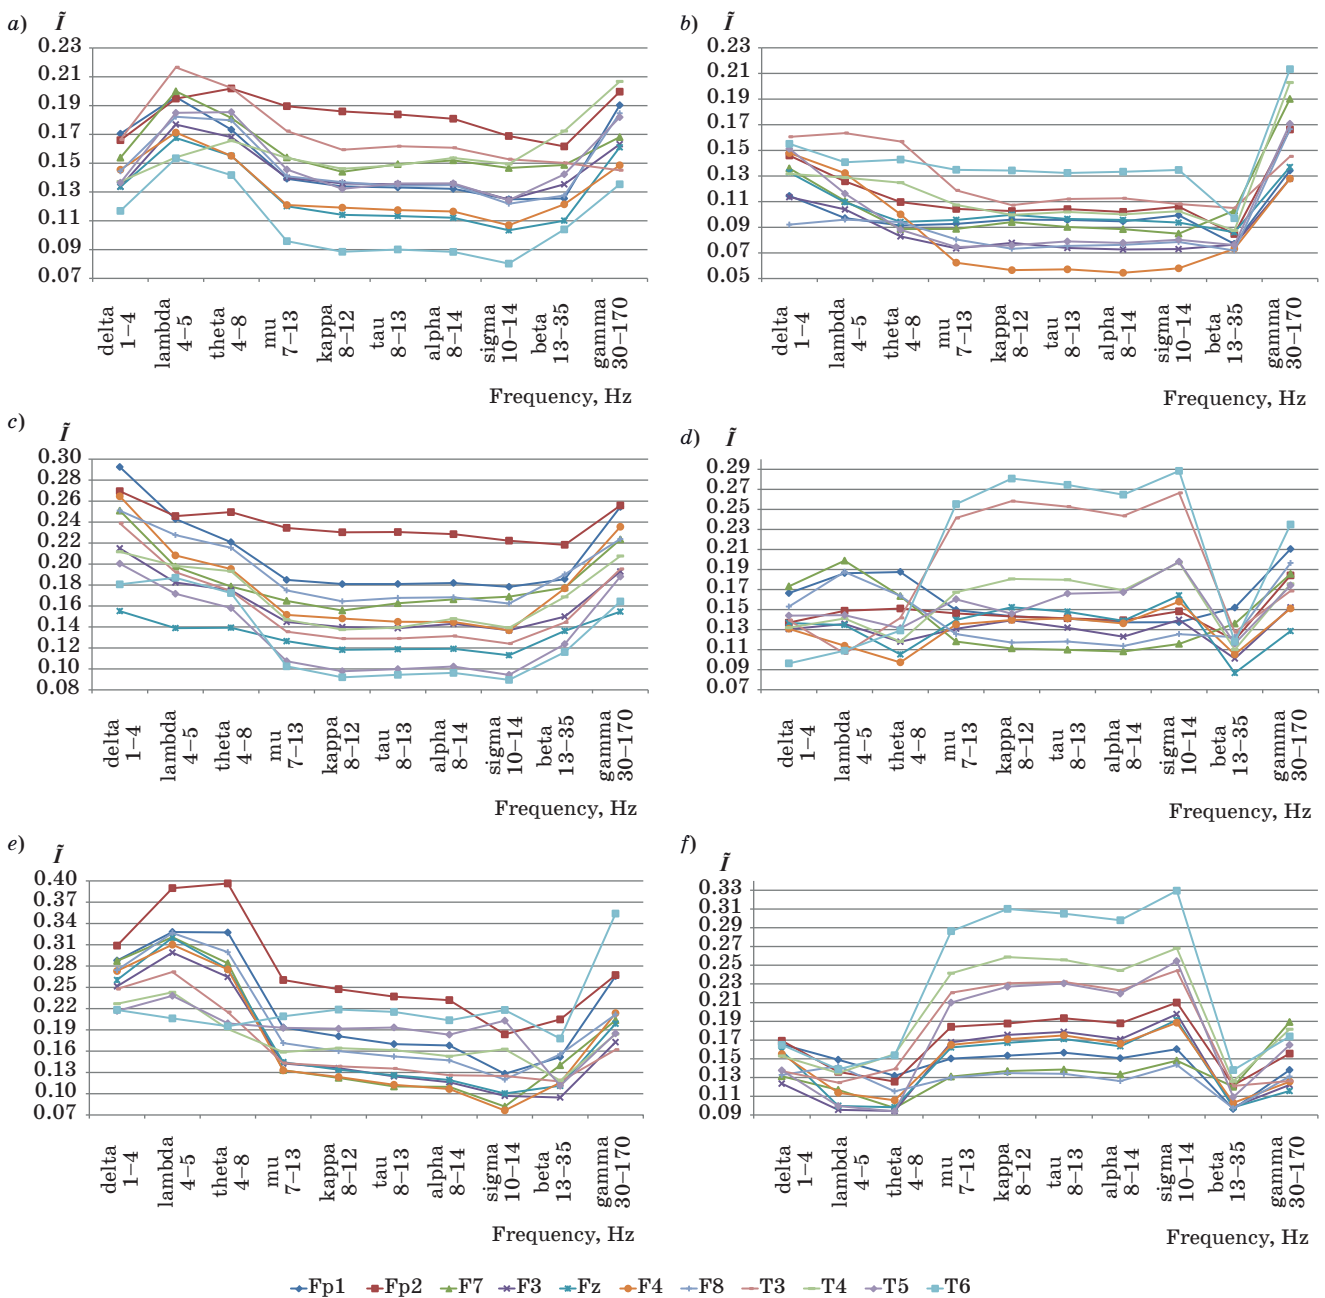 a) Ĩ
0.23
0.21
0.19
0.17
0.15
0.13
0.11
0.09
0.07
delta 1–4
lambda 4–5
theta 4–8
mu 7–13
kappa 8–12
tau 8–13
alpha 8–14
sigma 10–14
beta 13–35
gamma 30–170
Frequency, Hz
b) Ĩ
0.23
0.21
0.19
0.17
0.15
0.13
0.11
0.09
0.07
0.05
delta 1–4
lambda 4–5
theta 4–8
mu 7–13
kappa 8–12
tau 8–13
alpha 8–14
sigma 10–14
beta 13–35
gamma 30–170
Frequency, Hz
c) Ĩ
0.30
0.28
0.26
0.24
0.22
0.20
0.18
0.16
0.14
0.12
0.10
0.08
delta 1–4
lambda 4–5
theta 4–8
mu 7–13
kappa 8–12
tau 8–13
alpha 8–14
sigma 10–14
beta 13–35
gamma 30–170
Frequency, Hz
d) Ĩ
0.29
0.27
0.25
0.23
0.21
0.19
0.17
0.15
0.13
0.11
0.09
0.07
delta 1–4
lambda 4–5
theta 4–8
mu 7–13
kappa 8–12
tau 8–13
alpha 8–14
sigma 10–14
beta 13–35
gamma 30–170
Frequency, Hz
e) Ĩ
0.40
0.37
0.34
0.31
0.28
0.25
0.22
0.19
0.16
0.13
0.10
0.07
delta 1–4
lambda 4–5
theta 4–8
mu 7–13
kappa 8–12
tau 8–13
alpha 8–14
sigma 10–14
beta 13–35
gamma 30–170
Frequency, Hz
f) Ĩ
0.33
0.31
0.29
0.27
0.25
0.23
0.21
0.19
0.17
0.15
0.13
0.11
0.09
delta 1–4
lambda 4–5
theta 4–8
mu 7–13
kappa 8–12
tau 8–13
alpha 8–14
sigma 10–14
beta 13–35
gamma 30–170
Frequency, Hz
Fp1 Fp2 F7 F3 Fz F4 F8 T3 T4 T5 T6